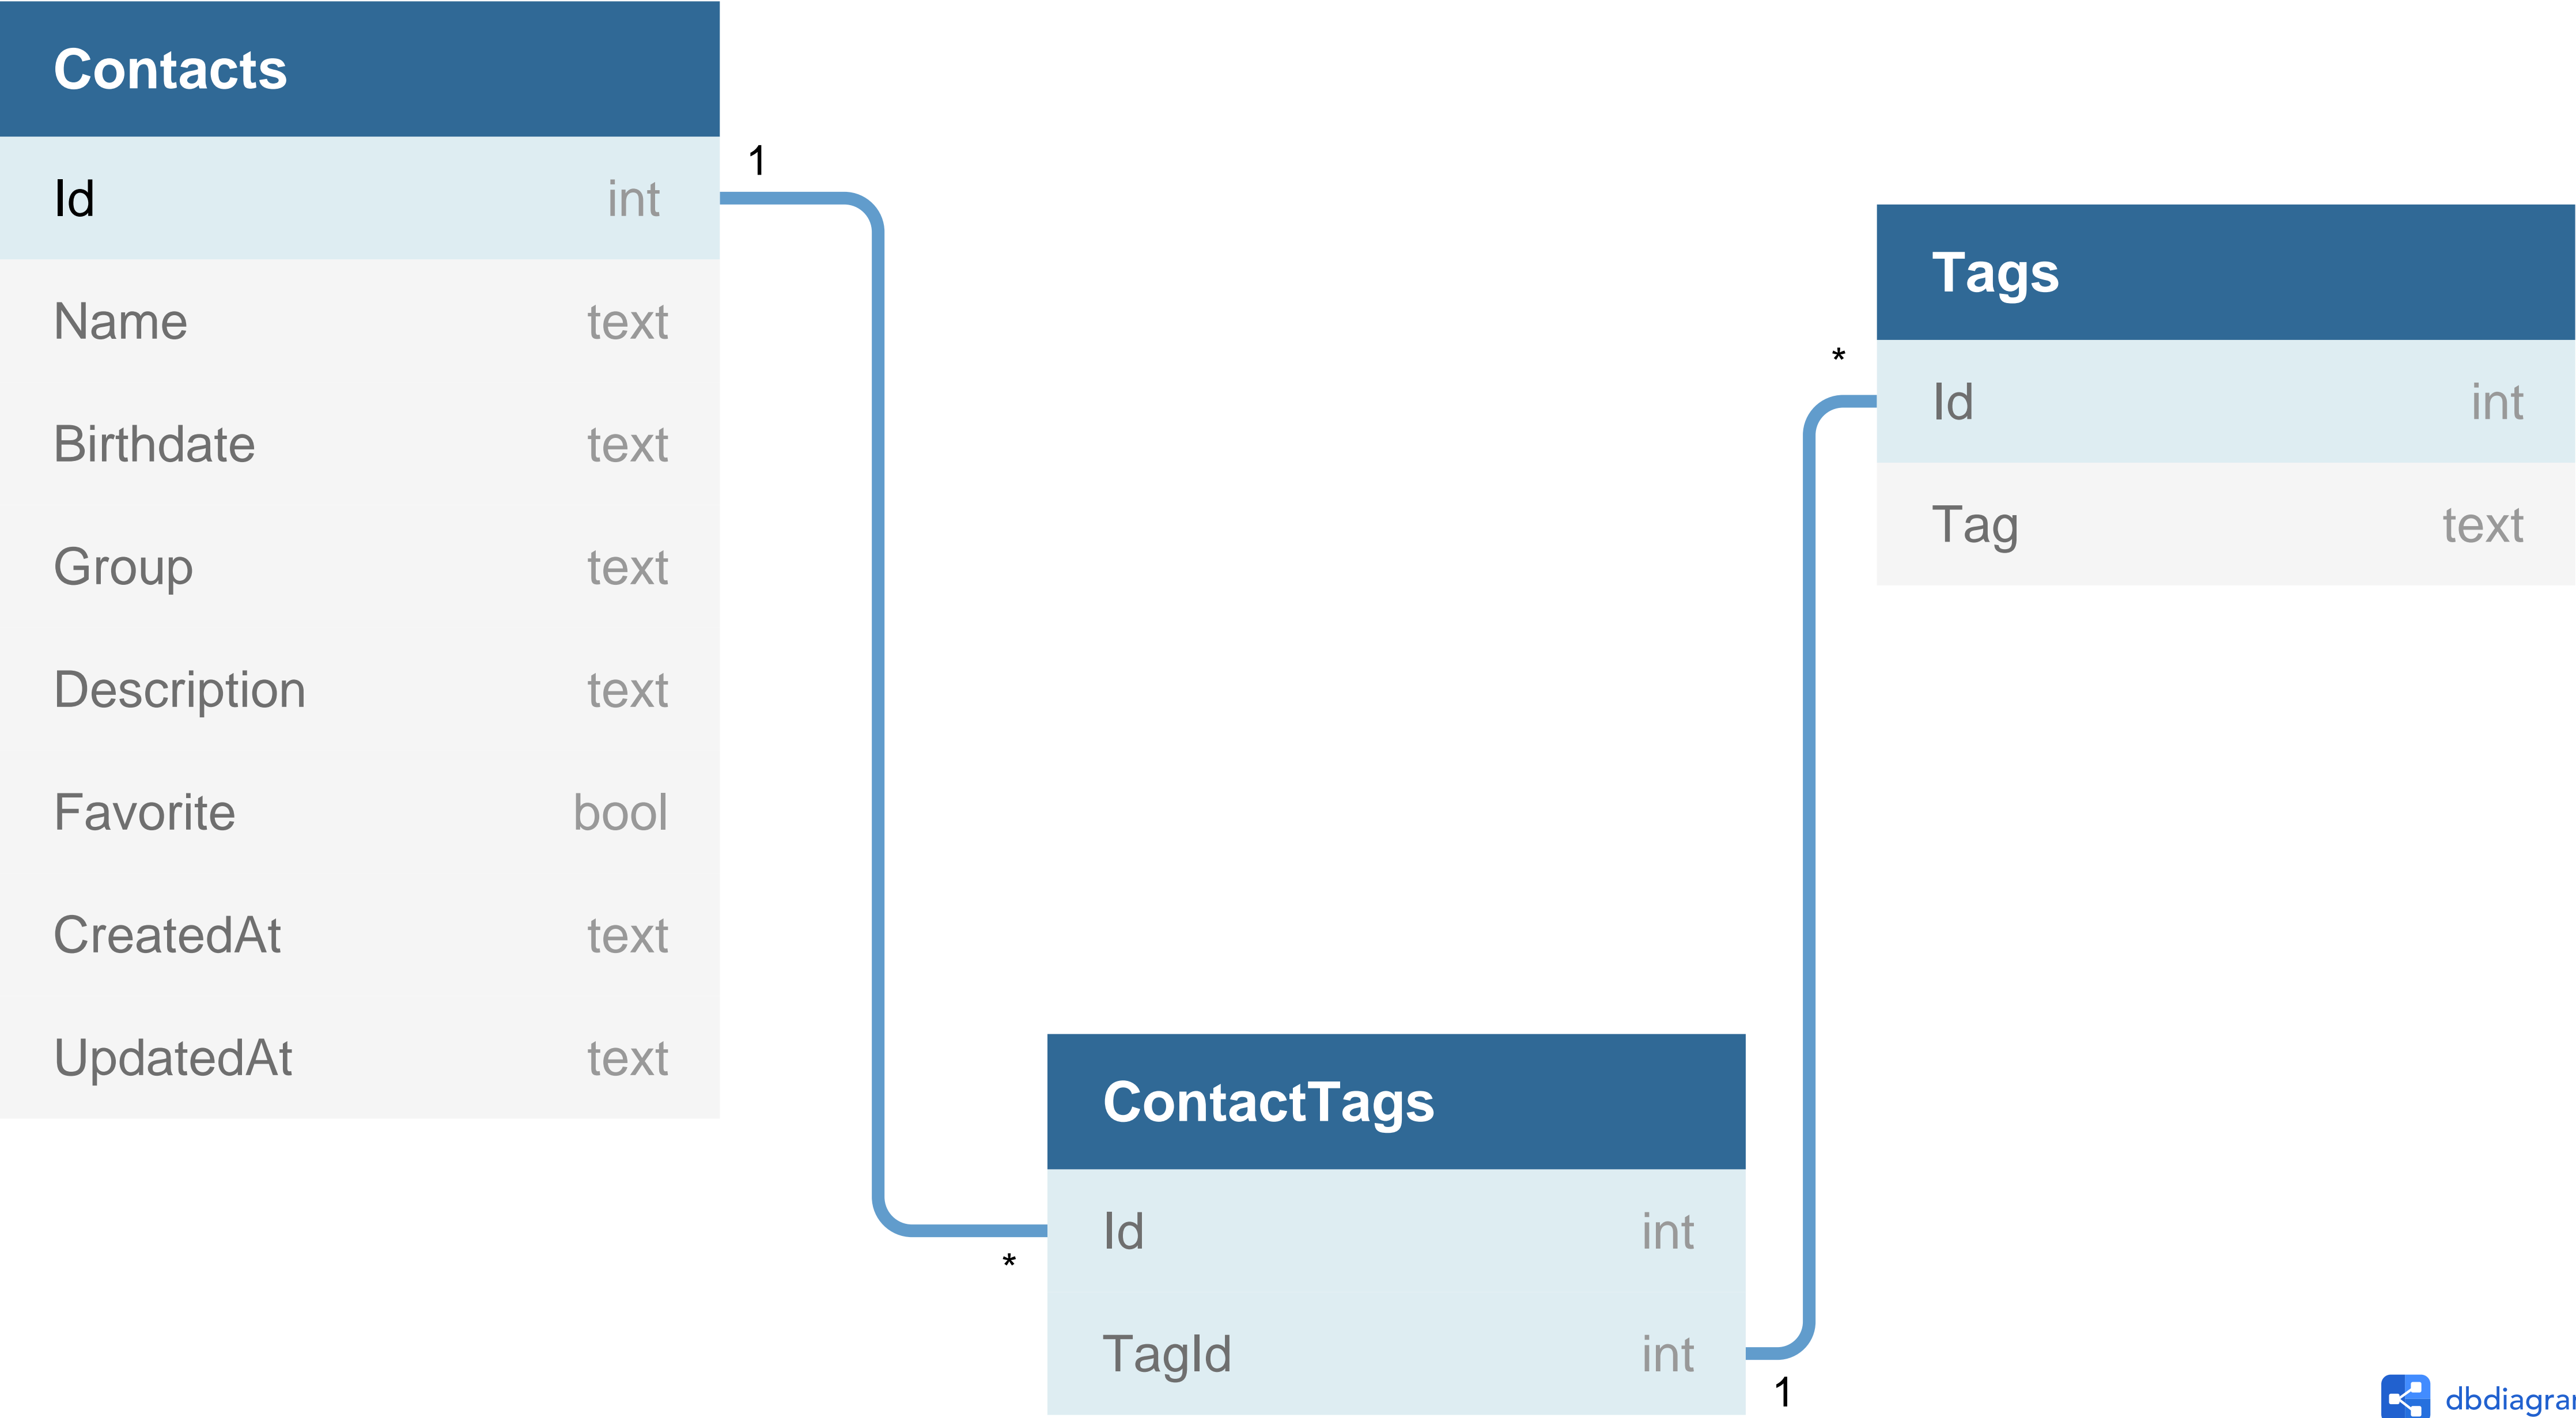 Contacts
Id int
Name text
Birthdate text
Group text
Description text
Favorite bool
CreatedAt text
UpdatedAt text
1
*
ContactTags
Id int
TagId int
1
*
Tags
Id int
Tag text